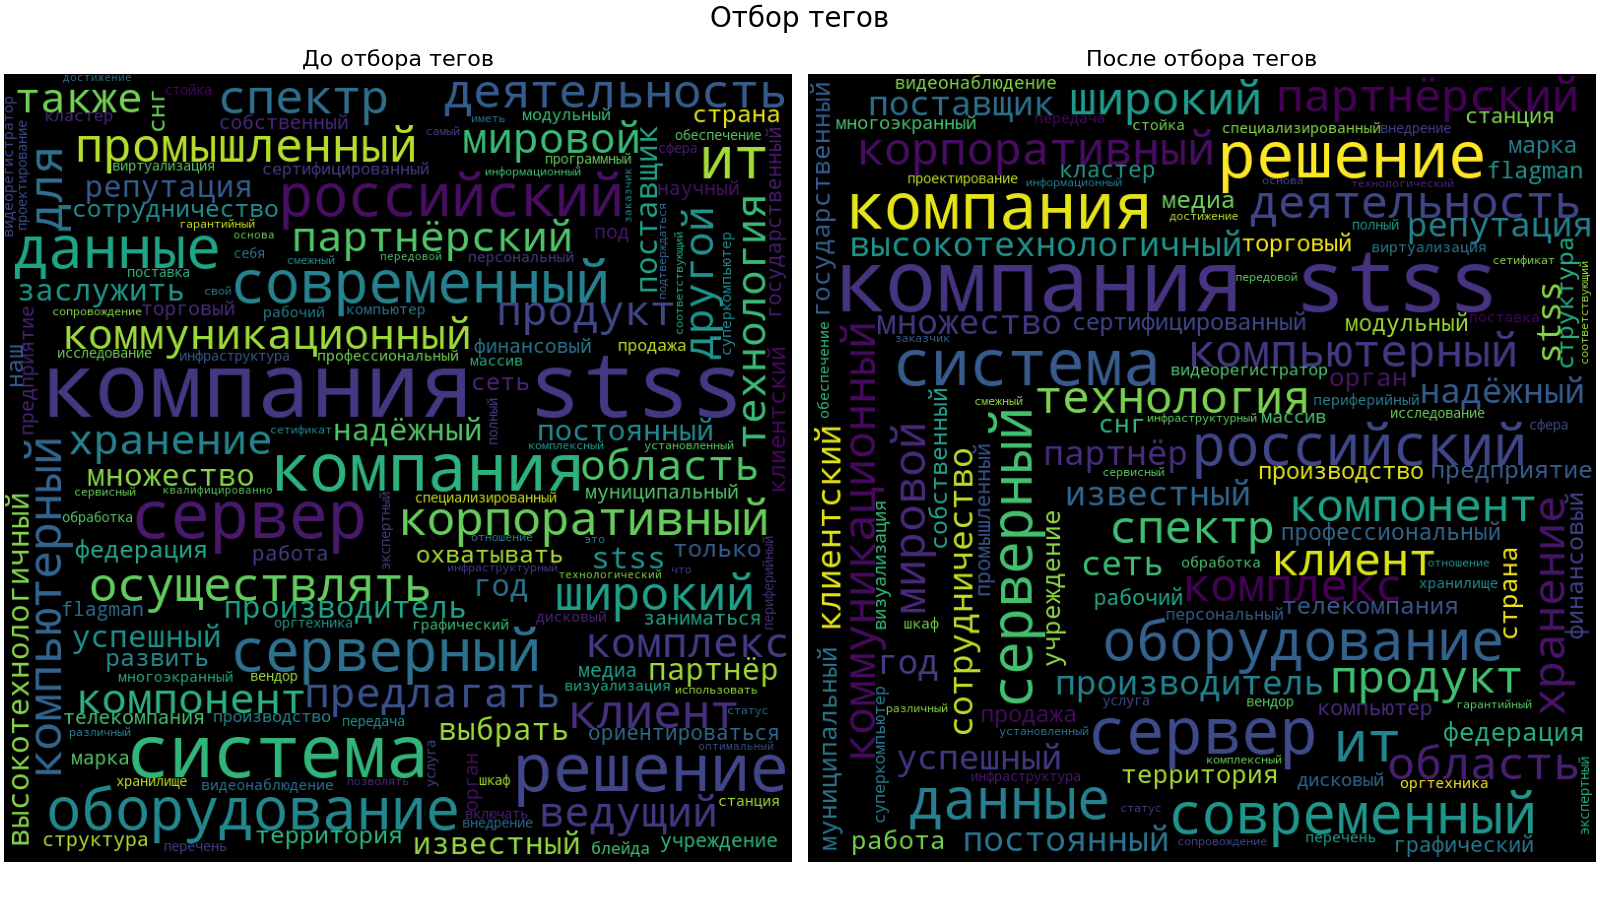 Отбор тегов
До отбора тегов
После отбора тегов
достижение
также
стойка
спектр
деятельность
кластер
снг
собственный
иметь
модульный
страна
самый
мировой
обеспечение
видеорегистратор
проектирование
промышленный
виртуализация
сертифицированный
программный
информационный
поставщик
ит
сфера
для
репутация
российский
заказчик
научный
государственный
сотрудничество
гарантийный
основа
партнёрский
под
другой
технология
данные
себя
смежный
передовой
персональный
подтверждаться
соответствующий
суперкомпьютер
поставка
заслужить
свой
современный
сопровождение
торговый
рабочий
компьютер
продукт
предприятие
наш
коммуникационный
финансовый
продажа
исследование
инфраструктура
профессиональный
массив
клиентский
компания stss
сеть
хранение
сетификат
надёжный
полный
постоянный
комплексный
установленный
множество
компания
область
сервисный
квалифицированно
специализированный
муниципальный
компьютерный
высокотехнологичный
обработка
сервер
экспертный
корпоративный
федерация
работа
отношение
это
охватывать
stss
только
инфраструктурный
технологический
что
периферийный
осуществлять
год
широкий
flagman
производитель
дисковый
оргтехника
графический
заниматься
успешный
серверный
комплекс
развить
многоэкранный
вендор
медиа
партнёр
визуализация
использовать
компонент
предлагать
клиент
статус
телекомпания
производство
передача
различный
выбрать
ориентироваться
марка
система
услуга
оптимальный
хранилище
видеонаблюдение
позволять
орган
шкаф
решение
станция
оборудование
включать
ведущий
внедрение
структура
территория
перечень
известный
блейда
учреждение
видеонаблюдение
поставщик
широкий
партнёрский
государственный
многоэкранный
передача
стойка
специализированный
внедрение
станция
корпоративный
решение
марка
кластер
flagman
проектирование
информационный
основа
технологический
компания
медиа
достижение
деятельность
полный
репутация
высокотехнологичный
торговый
виртуализация
структура
компания stss
передовой
сетификат
соответствующий
stss
множество
сертифицированный
модульный
поставка
обеспечение
заказчик
коммуникационный
система
компьютерный
видеорегистратор
орган
надёжный
собственный
смежный
технология
периферийный
снг
инфраструктурный
массив
исследование
сфера
клиентский
мировой
серверный
партнёр
российский
сотрудничество
промышленный
сервисный
производство
предприятие
известный
компонент
хранение
финансовый
визуализация
учреждение
спектр
профессиональный
сеть
обработка
клиент
отношение
страна
комплекс
хранилище
рабочий
персональный
телекомпания
шкаф
оборудование
муниципальный
год
производитель
продукт
суперкомпьютер
различный
продажа
услуга
вендор
компьютер
гарантийный
установленный
сервер
ит
федерация
успешный
инфраструктура
комплексный
территория
дисковый
область
оргтехника
экспертный
данные
статус
современный
работа
постоянный
сопровождение
перечень
графический